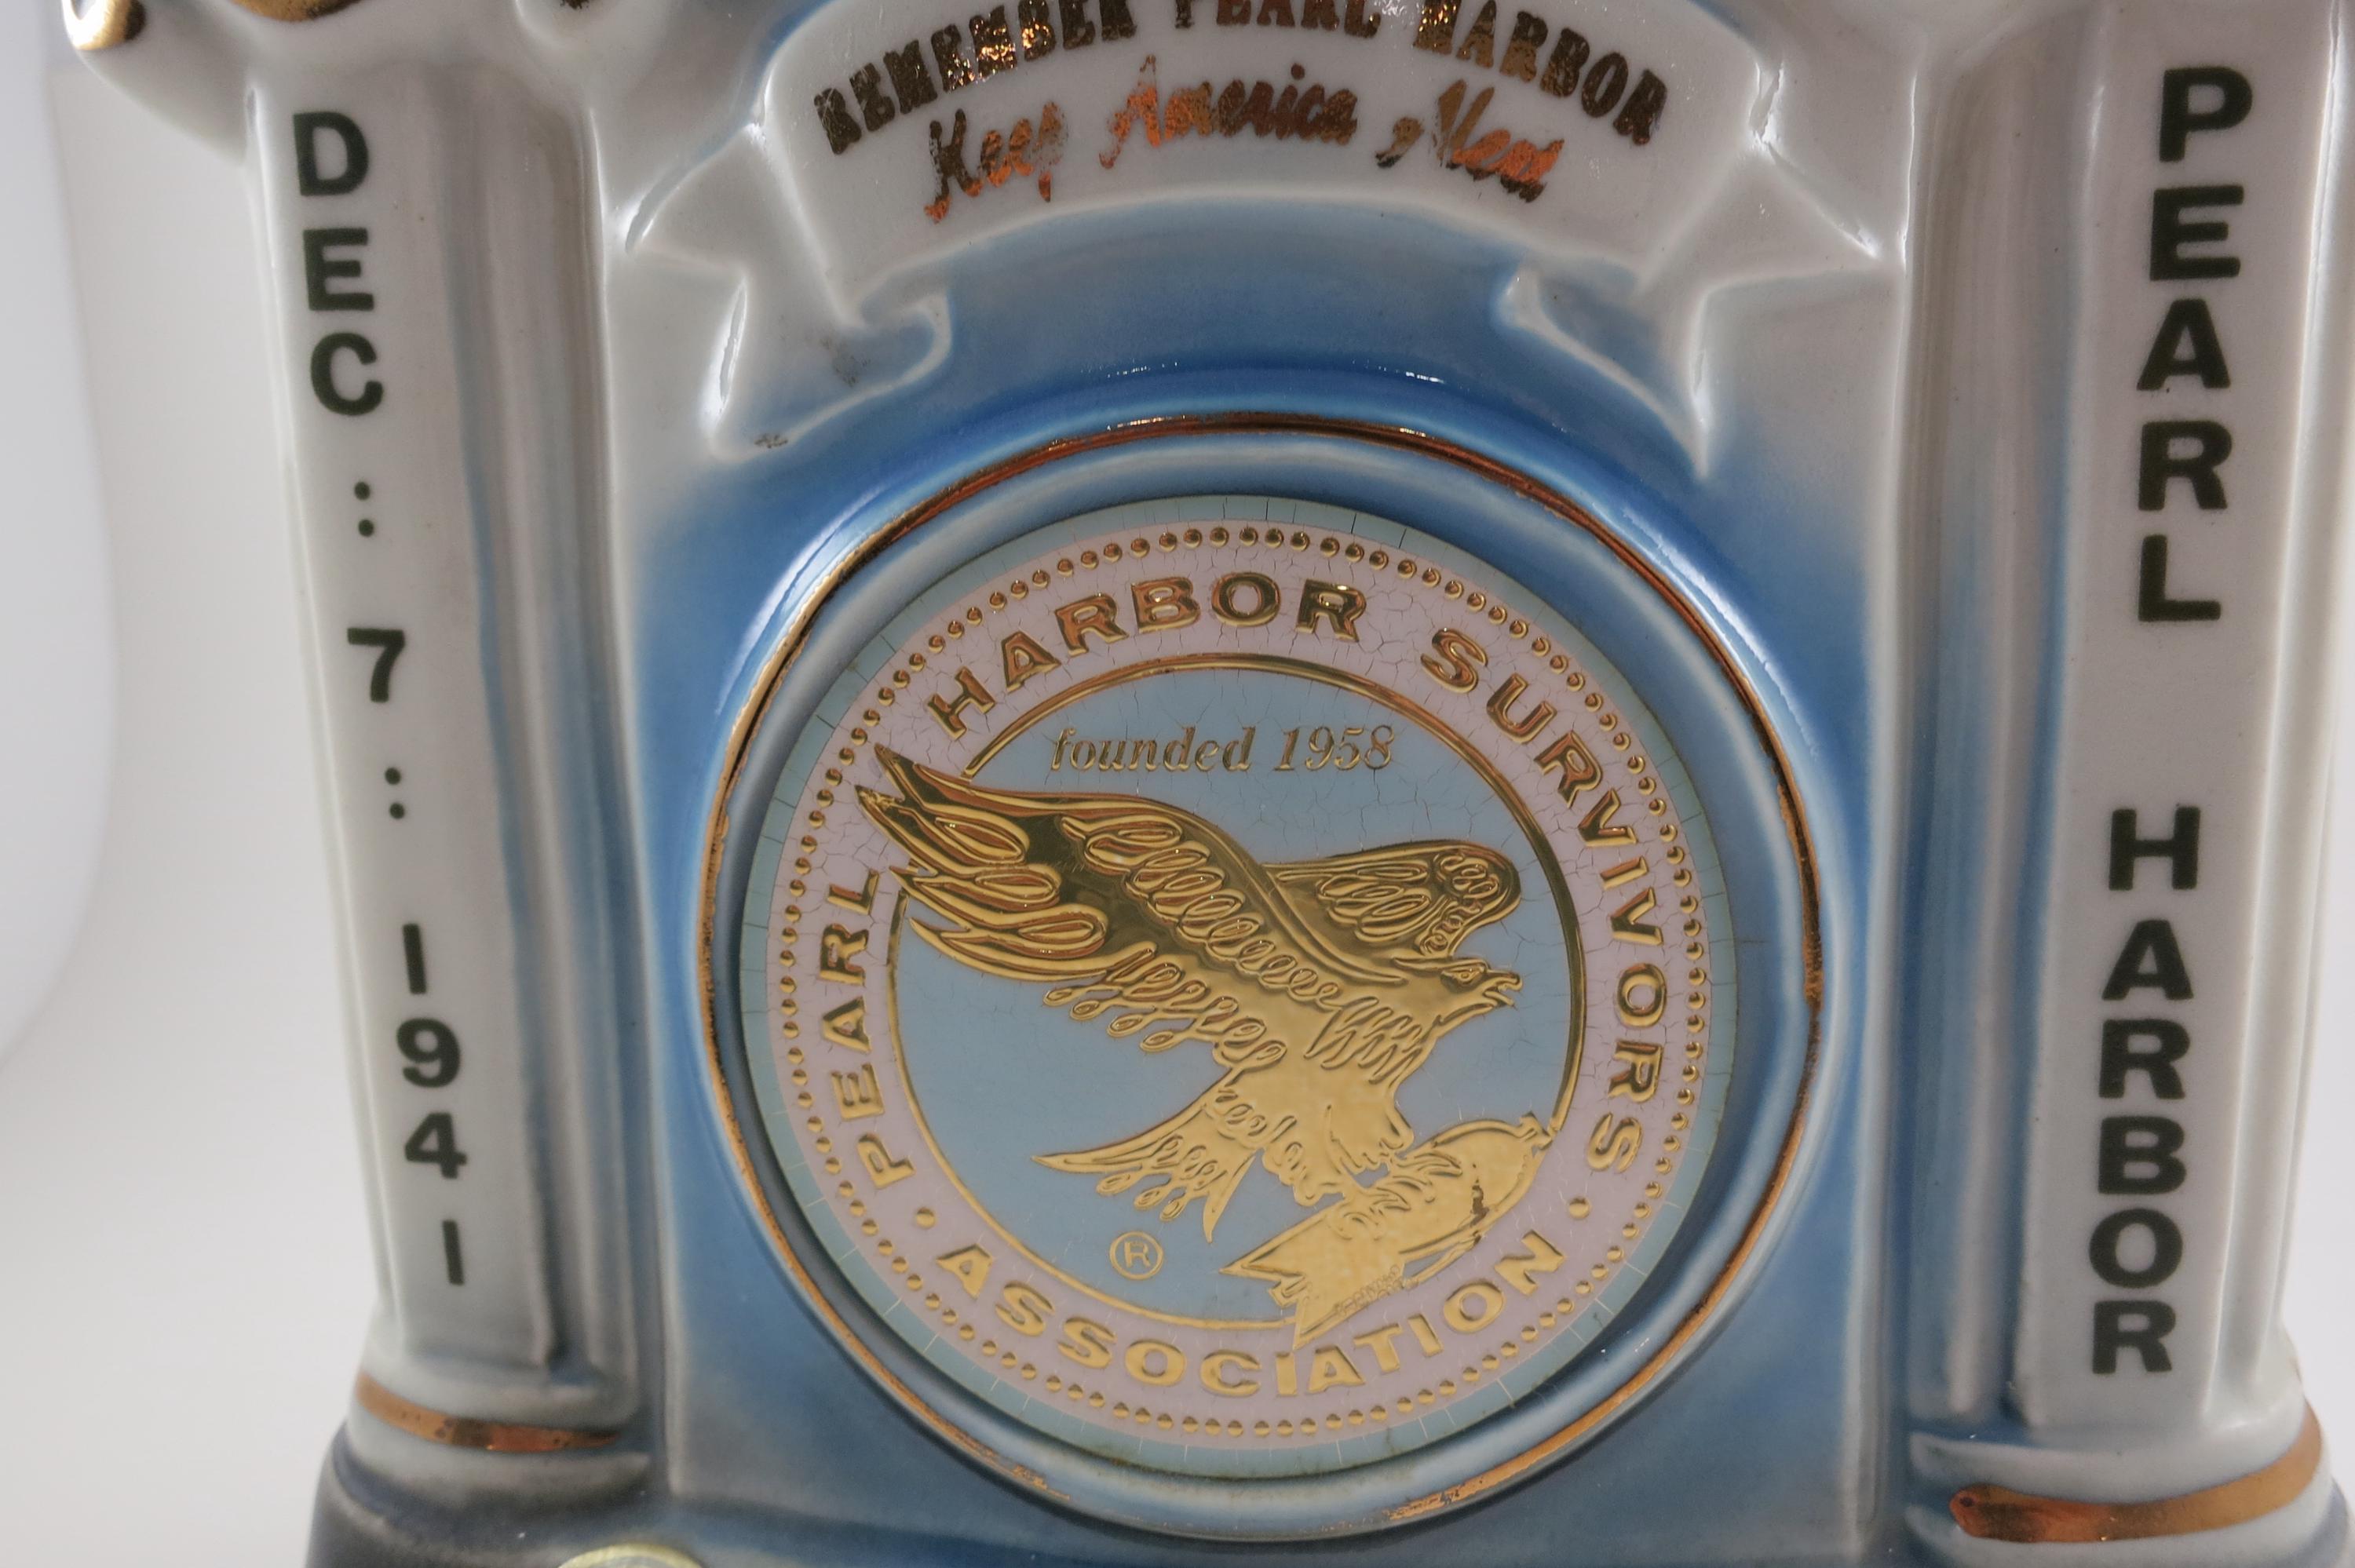 REMEMBER PEARL HARBOR
Keep America Alert
DEC : 7 : 1941
PEARL HARBOR SURVIVORS
founded 1958
®
• ASSOCIATION •
PEARL HARBOR